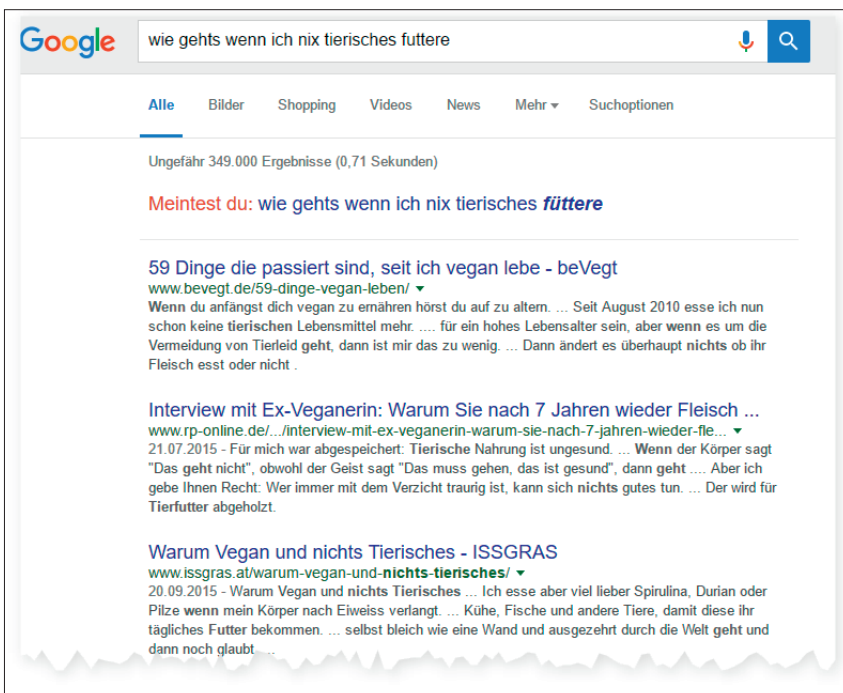 Google wie gehts wenn ich nix tierisches futtere
Alle Bilder Shopping Videos News Mehr Suchoptionen
Ungefähr 349.000 Ergebnisse (0,71 Sekunden)
Meintest du: wie gehts wenn ich nix tierisches füttere
59 Dinge die passiert sind, seit ich vegan lebe - beVegt
www.bevegt.de/59-dinge-vegan-leben/
Wenn du anfängst dich vegan zu ernähren hörst du auf zu altern. ... Seit August 2010 esse ich nun
schon keine tierischen Lebensmittel mehr. .... für ein hohes Lebensalter sein, aber wenn es um die
Vermeidung von Tierleid geht, dann ist mir das zu wenig. ... Dann ändert es überhaupt nichts ob ihr
Fleisch esst oder nicht .
Interview mit Ex-Veganerin: Warum Sie nach 7 Jahren wieder Fleisch ...
www.rp-online.de/.../interview-mit-ex-veganerin-warum-sie-nach-7-jahren-wieder-fle...
21.07.2015 - Für mich war abgespeichert: Tierische Nahrung ist ungesund. ... Wenn der Körper sagt
"Das geht nicht", obwohl der Geist sagt "Das muss gehen, das ist gesund", dann geht .... Aber ich
gebe Ihnen Recht: Wer immer mit dem Verzicht traurig ist, kann sich nichts gutes tun. ... Der wird für
Tierfutter abgeholzt.
Warum Vegan und nichts Tierisches - ISSGRAS
www.issgras.at/warum-vegan-und-nichts-tierisches/
20.09.2015 - Warum Vegan und nichts Tierisches ... Ich esse aber viel lieber Spirulina, Durian oder
Pilze wenn mein Körper nach Eiweiss verlangt. ... Kühe, Fische und andere Tiere, damit diese ihr
tägliches Futter bekommen. ... selbst bleich wie eine Wand und ausgezehrt durch die Welt geht und
dann noch glaubt ...